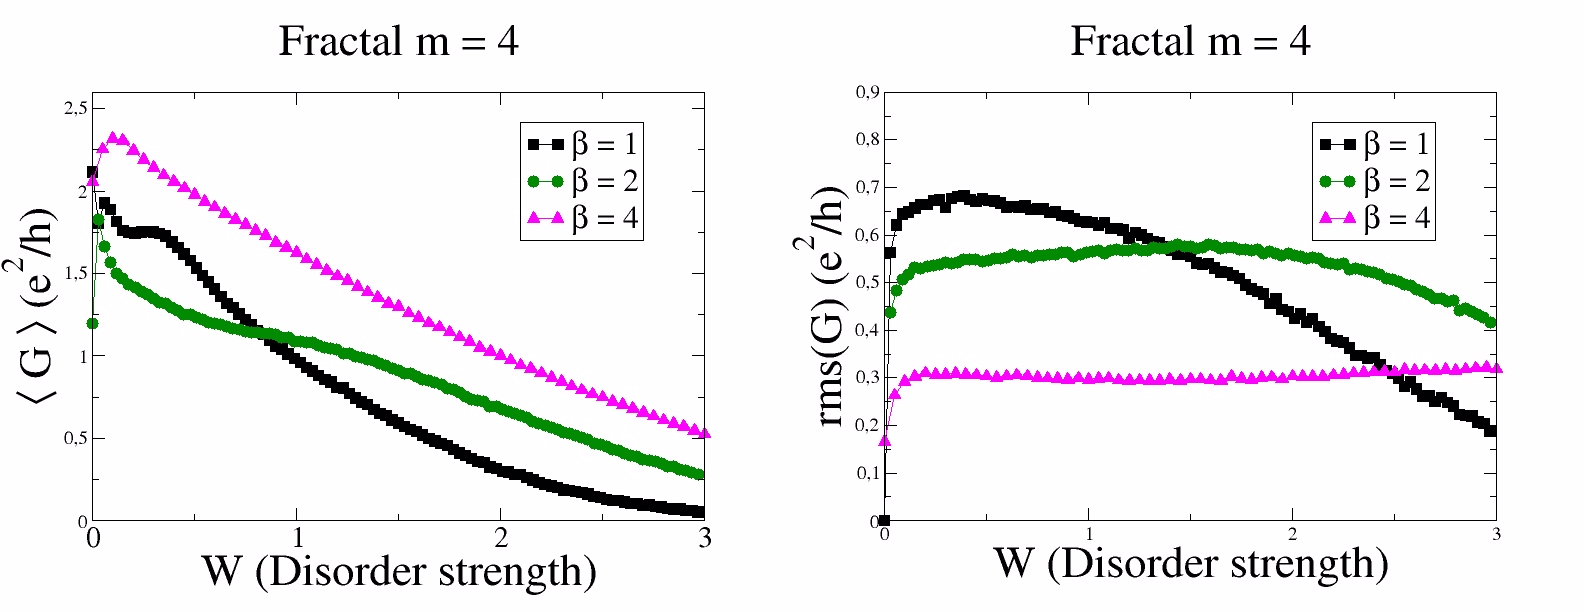 Fractal m = 4
2,5
2
1,5
1
0,5
0
0
1
2
3
⟨ G ⟩ (e²/h)
W (Disorder strength)
β = 1
β = 2
β = 4
Fractal m = 4
0,9
0,8
0,7
0,6
0,5
0,4
0,3
0,2
0,1
0
0
1
2
3
rms(G) (e²/h)
W (Disorder strength)
β = 1
β = 2
β = 4